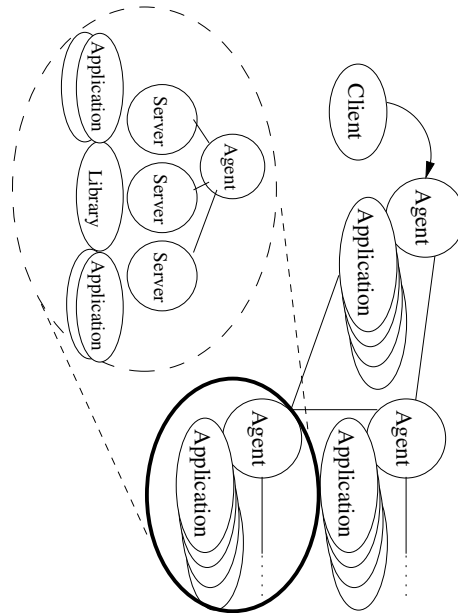 Agent
Agent
Client
Application
Application
Agent
Agent
Application
Server
Server
Server
Application
Library
Application